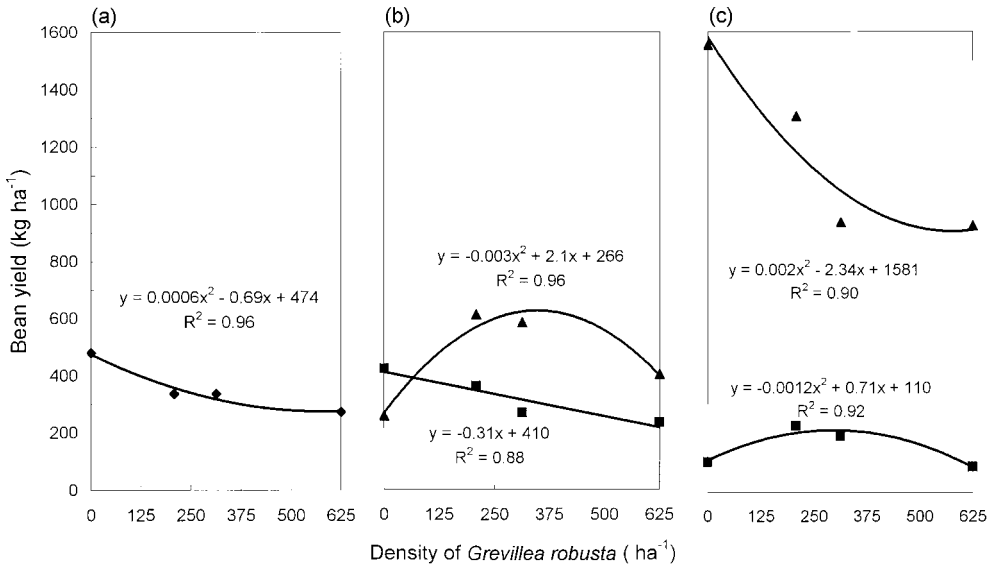 (a)
(b)
(c)
Bean yield (kg ha⁻¹)
1600
1400
1200
1000
800
600
400
200
0
y = 0.0006x² - 0.69x + 474
R² = 0.96
y = -0.003x² + 2.1x + 266
R² = 0.96
y = -0.31x + 410
R² = 0.88
y = 0.002x² - 2.34x + 1581
R² = 0.90
y = -0.0012x² + 0.71x + 110
R² = 0.92
0 125 250 375 500 625
0 125 250 375 500 625
0 125 250 375 500 625
Density of Grevillea robusta ( ha⁻¹)